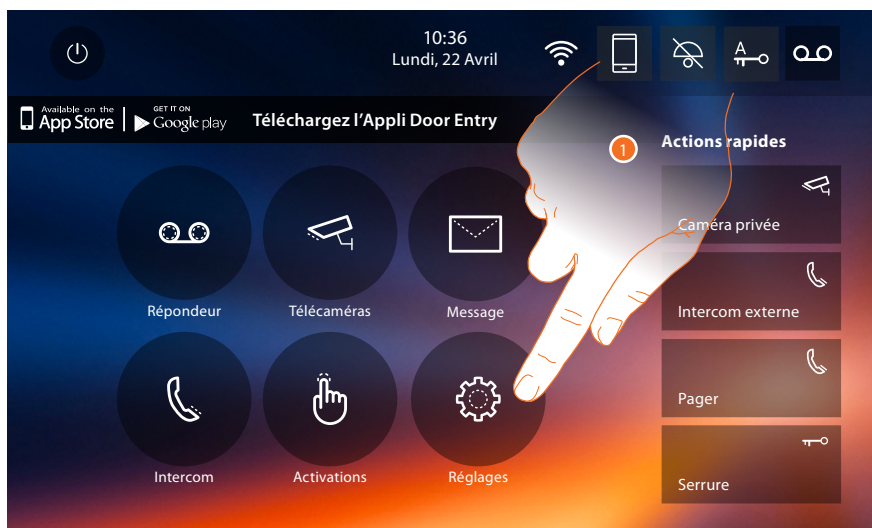 10:36
Lundi, 22 Avril
A
Available on the
App Store
GET IT ON
Google play
Téléchargez l'Appli Door Entry
1
Actions rapides
Caméra privée
Répondeur
Télécaméras
Message
Intercom externe
Pager
Intercom
Activations
Réglages
Serrure